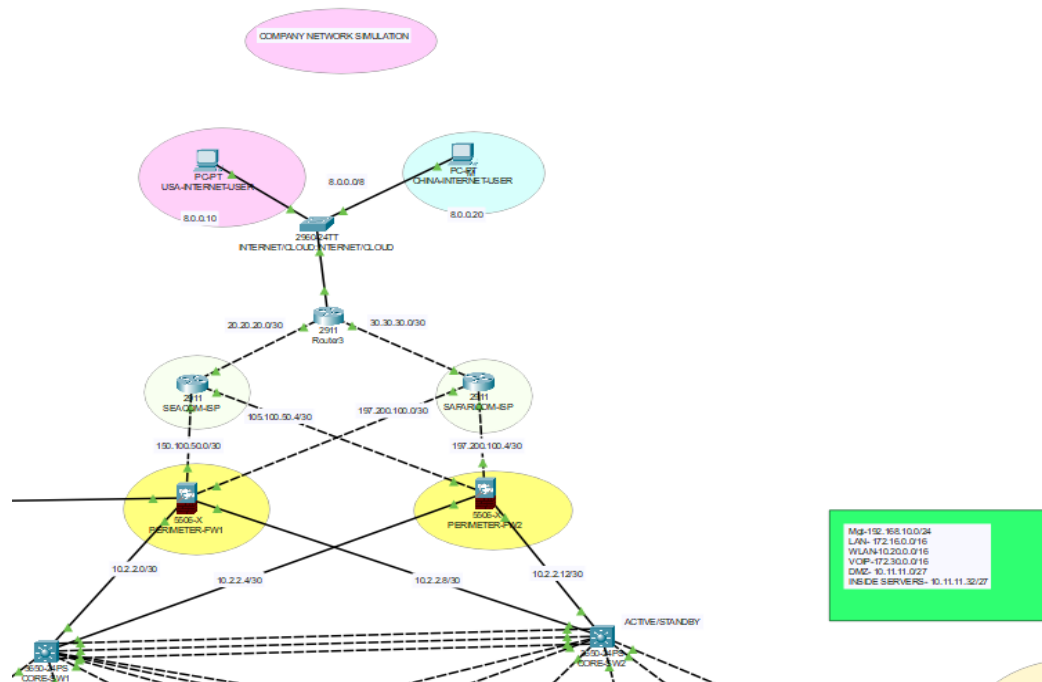 COMPANY NETWORK SIMULATION
PC-PT
USA-INTERNET-USER
PC-PT
CHINA-INTERNET-USER
8.0.0.0/8
8.0.0.10
8.0.0.20
2960-24TT
INTERNET/CLOUD INTERNET/CLOUD
2911
Router3
20.20.20.0/30
30.30.30.0/30
2911
SEACOM-ISP
2911
SAFARICOM-ISP
105.100.50.4/30
197.200.100.0/30
150.100.50.0/30
197.200.100.4/30
5506-X
PERIMETER-FW1
5506-X
PERIMETER-FW2
Mgt-192.168.10.0/24
LAN- 172.16.0.0/16
WLAN-10.20.0.0/16
VOIP-172.30.0.0/16
DMZ- 10.11.11.0/27
INSIDE SERVERS- 10.11.11.32/27
10.2.2.0/30
10.2.2.4/30
10.2.2.8/30
10.2.2.12/30
ACTIVE/STANDBY
3650-24PS
CORE-SW1
3650-24PS
CORE-SW2